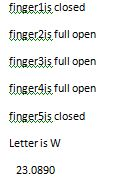 finger1is closed
finger2is full open
finger3is full open
finger4is full open
finger5is closed
Letter is W
23.0890